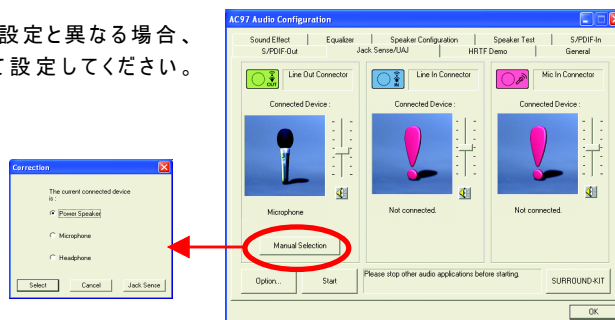 設定と異なる場合、
て設定してください。
AC97 Audio Configuration
Sound Effect Equalizer Speaker Configuration Speaker Test S/PDIF-In
S/PDIF-Out Jack Sense/UAJ HRTF Demo General
OUT Line Out Connector
IN Line In Connector
Mic In Connector
Connected Device :
Connected Device :
Connected Device :
Microphone
Not connected.
Not connected.
Manual Selection
Option... Start Please stop other audio applications before starting. SURROUND-KIT
OK
Correction
The current connected device
is :
Power Speaker
Microphone
Headphone
Select Cancel Jack Sense